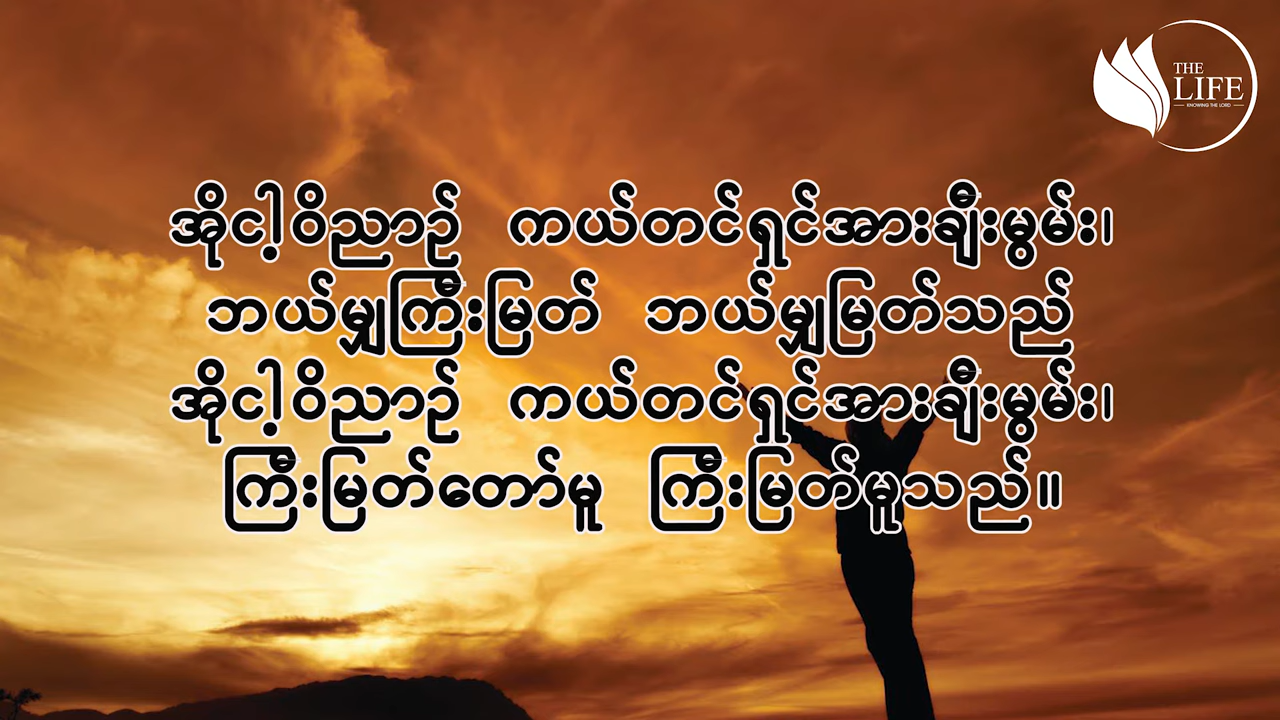 THE
LIFE
KNOWING THE LORD
အိုငါ့ဝိညာဉ် ကယ်တင်ရှင်အားချီးမွမ်း၊
ဘယ်မျှကြီးမြတ် ဘယ်မျှမြတ်သည်
အိုငါ့ဝိညာဉ် ကယ်တင်ရှင်အားချီးမွမ်း၊
ကြီးမြတ်တော်မူ ကြီးမြတ်မူသည်။